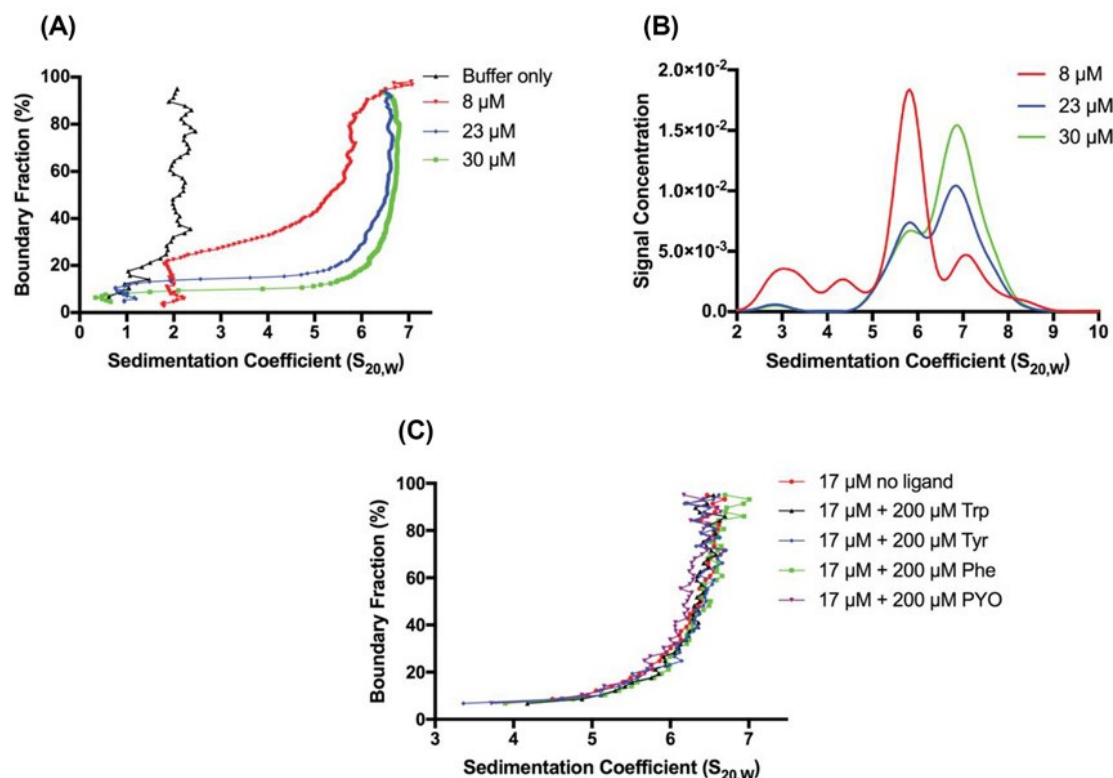 (A)
Boundary Fraction (%)
100
80
60
40
20
0
0 1 2 3 4 5 6 7
Sedimentation Coefficient (S20,W)
Buffer only
8 µM
23 µM
30 µM
(B)
Signal Concentration
2.0×10-2
1.5×10-2
1.0×10-2
5.0×10-3
0.0
2 3 4 5 6 7 8 9 10
Sedimentation Coefficient (S20,W)
8 µM
23 µM
30 µM
(C)
Boundary Fraction (%)
100
80
60
40
20
0
3 4 5 6 7
Sedimentation Coefficient (S20,W)
17 µM no ligand
17 µM + 200 µM Trp
17 µM + 200 µM Tyr
17 µM + 200 µM Phe
17 µM + 200 µM PYO